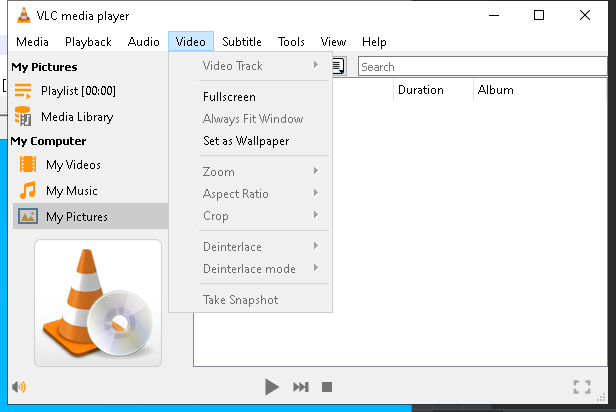 VLC media player
Media Playback Audio Video Subtitle Tools View Help
My Pictures
Playlist [00:00]
Media Library
My Computer
My Videos
My Music
My Pictures
Video Track
Fullscreen
Always Fit Window
Set as Wallpaper
Zoom
Aspect Ratio
Crop
Deinterlace
Deinterlace mode
Take Snapshot
Search
Duration Album